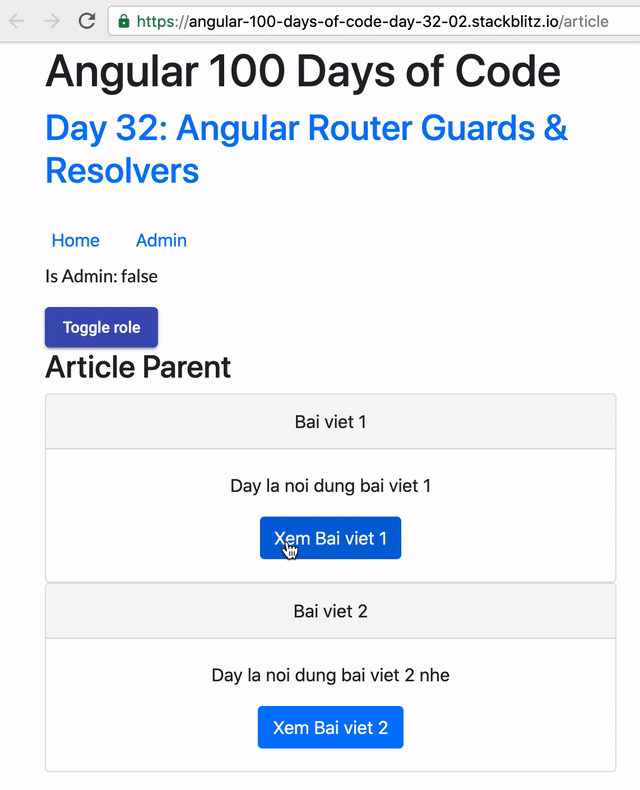 https://angular-100-days-of-code-day-32-02.stackblitz.io/article
Angular 100 Days of Code
Day 32: Angular Router Guards &
Resolvers
Home Admin
Is Admin: false
Toggle role
Article Parent
Bai viet 1
Day la noi dung bai viet 1
Xem Bai viet 1
Bai viet 2
Day la noi dung bai viet 2 nhe
Xem Bai viet 2